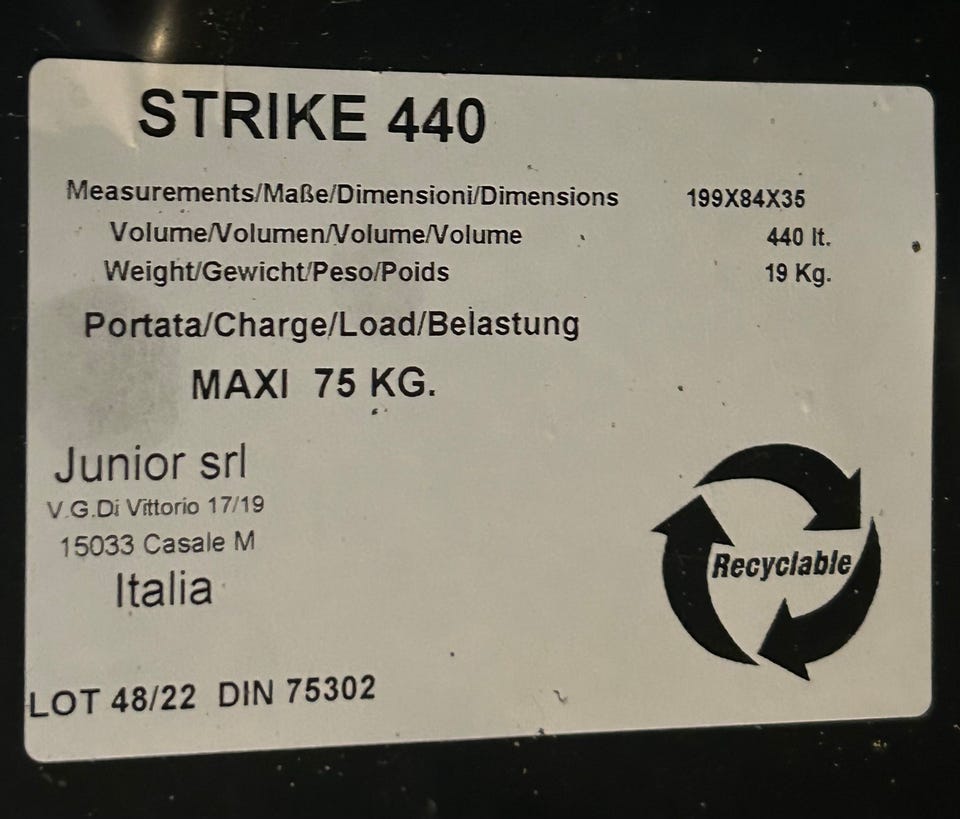 STRIKE 440
Measurements/Maße/Dimensioni/Dimensions 199X84X35
Volume/Volumen/Volume/Volume 440 lt.
Weight/Gewicht/Peso/Poids 19 Kg.
Portata/Charge/Load/Belastung
MAXI 75 KG.
Junior srl
V.G.Di Vittorio 17/19
15033 Casale M
Italia
Recyclable
LOT 48/22 DIN 75302